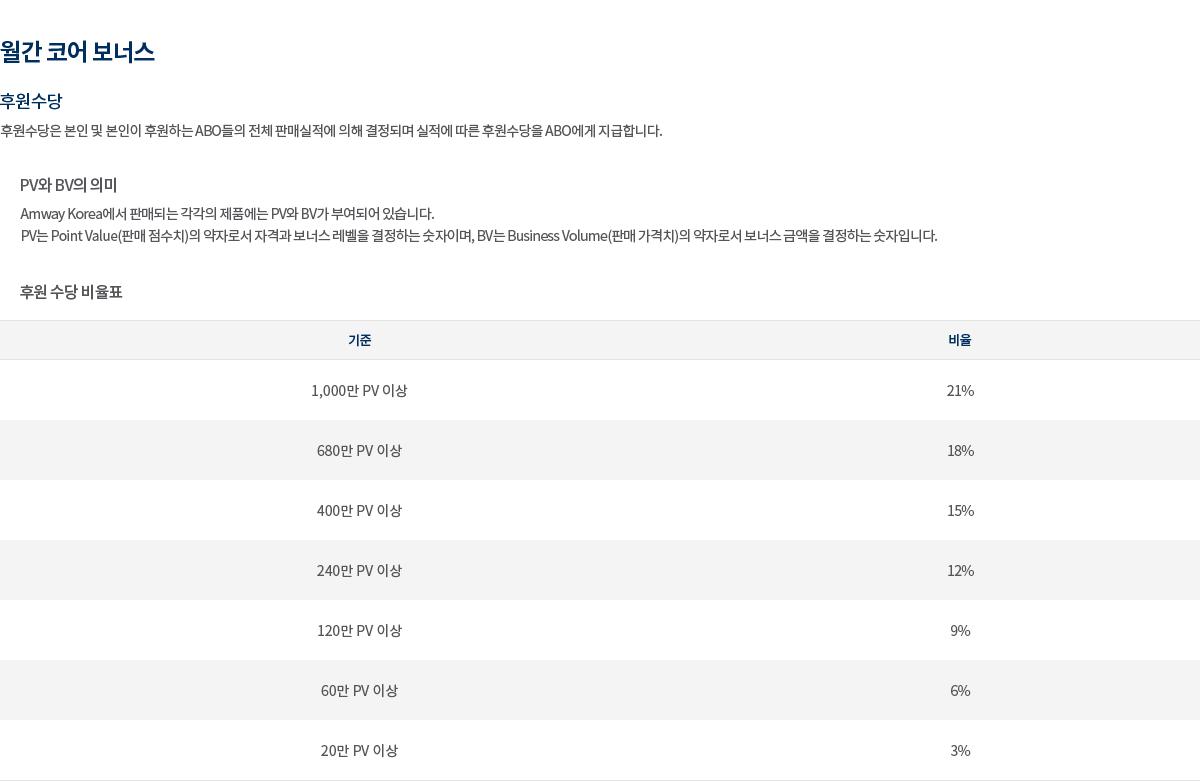 월간 코어 보너스
후원수당
후원수당은 본인 및 본인이 후원하는 ABO들의 전체 판매실적에 의해 결정되며 실적에 따른 후원수당을 ABO에게 지급합니다.
PV와 BV의 의미
Amway Korea에서 판매되는 각각의 제품에는 PV와 BV가 부여되어 있습니다.
PV는 Point Value(판매 점수치)의 약자로서 자격과 보너스 레벨을 결정하는 숫자이며, BV는 Business Volume(판매 가격치)의 약자로서 보너스 금액을 결정하는 숫자입니다.
후원 수당 비율표
기준 비율
1,000만 PV 이상 21%
680만 PV 이상 18%
400만 PV 이상 15%
240만 PV 이상 12%
120만 PV 이상 9%
60만 PV 이상 6%
20만 PV 이상 3%